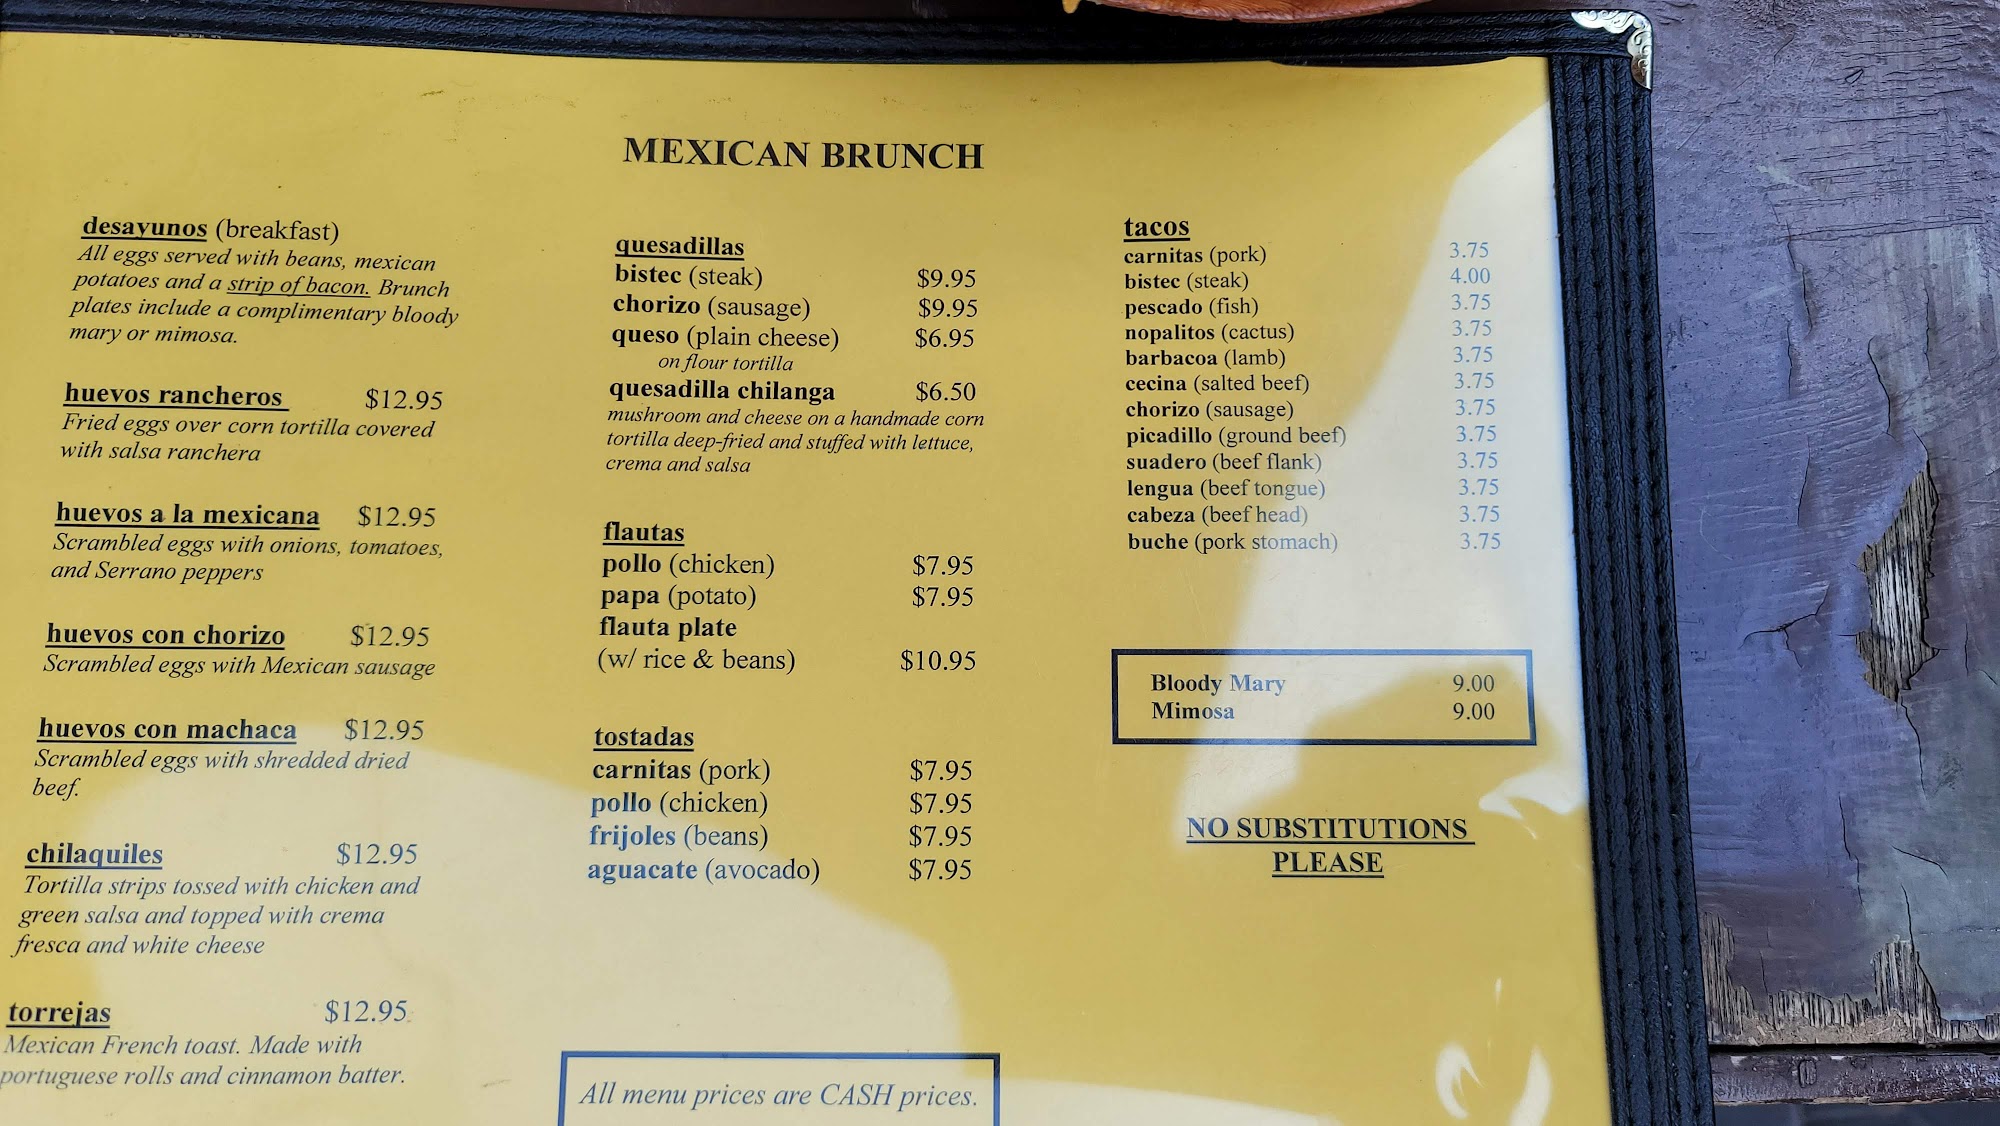 MEXICAN BRUNCH
desayunos (breakfast)
All eggs served with beans, mexican
potatoes and a strip of bacon. Brunch
plates include a complimentary bloody
mary or mimosa.
huevos rancheros $12.95
Fried eggs over corn tortilla covered
with salsa ranchera
huevos a la mexicana $12.95
Scrambled eggs with onions, tomatoes,
and Serrano peppers
huevos con chorizo $12.95
Scrambled eggs with Mexican sausage
huevos con machaca $12.95
Scrambled eggs with shredded dried
beef.
chilaquiles $12.95
Tortilla strips tossed with chicken and
green salsa and topped with crema
fresca and white cheese
torrejas $12.95
Mexican French toast. Made with
portuguese rolls and cinnamon batter.
quesadillas
bistec (steak) $9.95
chorizo (sausage) $9.95
queso (plain cheese) $6.95
on flour tortilla
quesadilla chilanga $6.50
mushroom and cheese on a handmade corn
tortilla deep-fried and stuffed with lettuce,
crema and salsa
flautas
pollo (chicken) $7.95
papa (potato) $7.95
flauta plate
(w/ rice & beans) $10.95
tostadas
carnitas (pork) $7.95
pollo (chicken) $7.95
frijoles (beans) $7.95
aguacate (avocado) $7.95
All menu prices are CASH prices.
tacos
carnitas (pork) 3.75
bistec (steak) 4.00
pescado (fish) 3.75
nopalitos (cactus) 3.75
barbacoa (lamb) 3.75
cecina (salted beef) 3.75
chorizo (sausage) 3.75
picadillo (ground beef) 3.75
suadero (beef flank) 3.75
lengua (beef tongue) 3.75
cabeza (beef head) 3.75
buche (pork stomach) 3.75
Bloody Mary 9.00
Mimosa 9.00
NO SUBSTITUTIONS
PLEASE